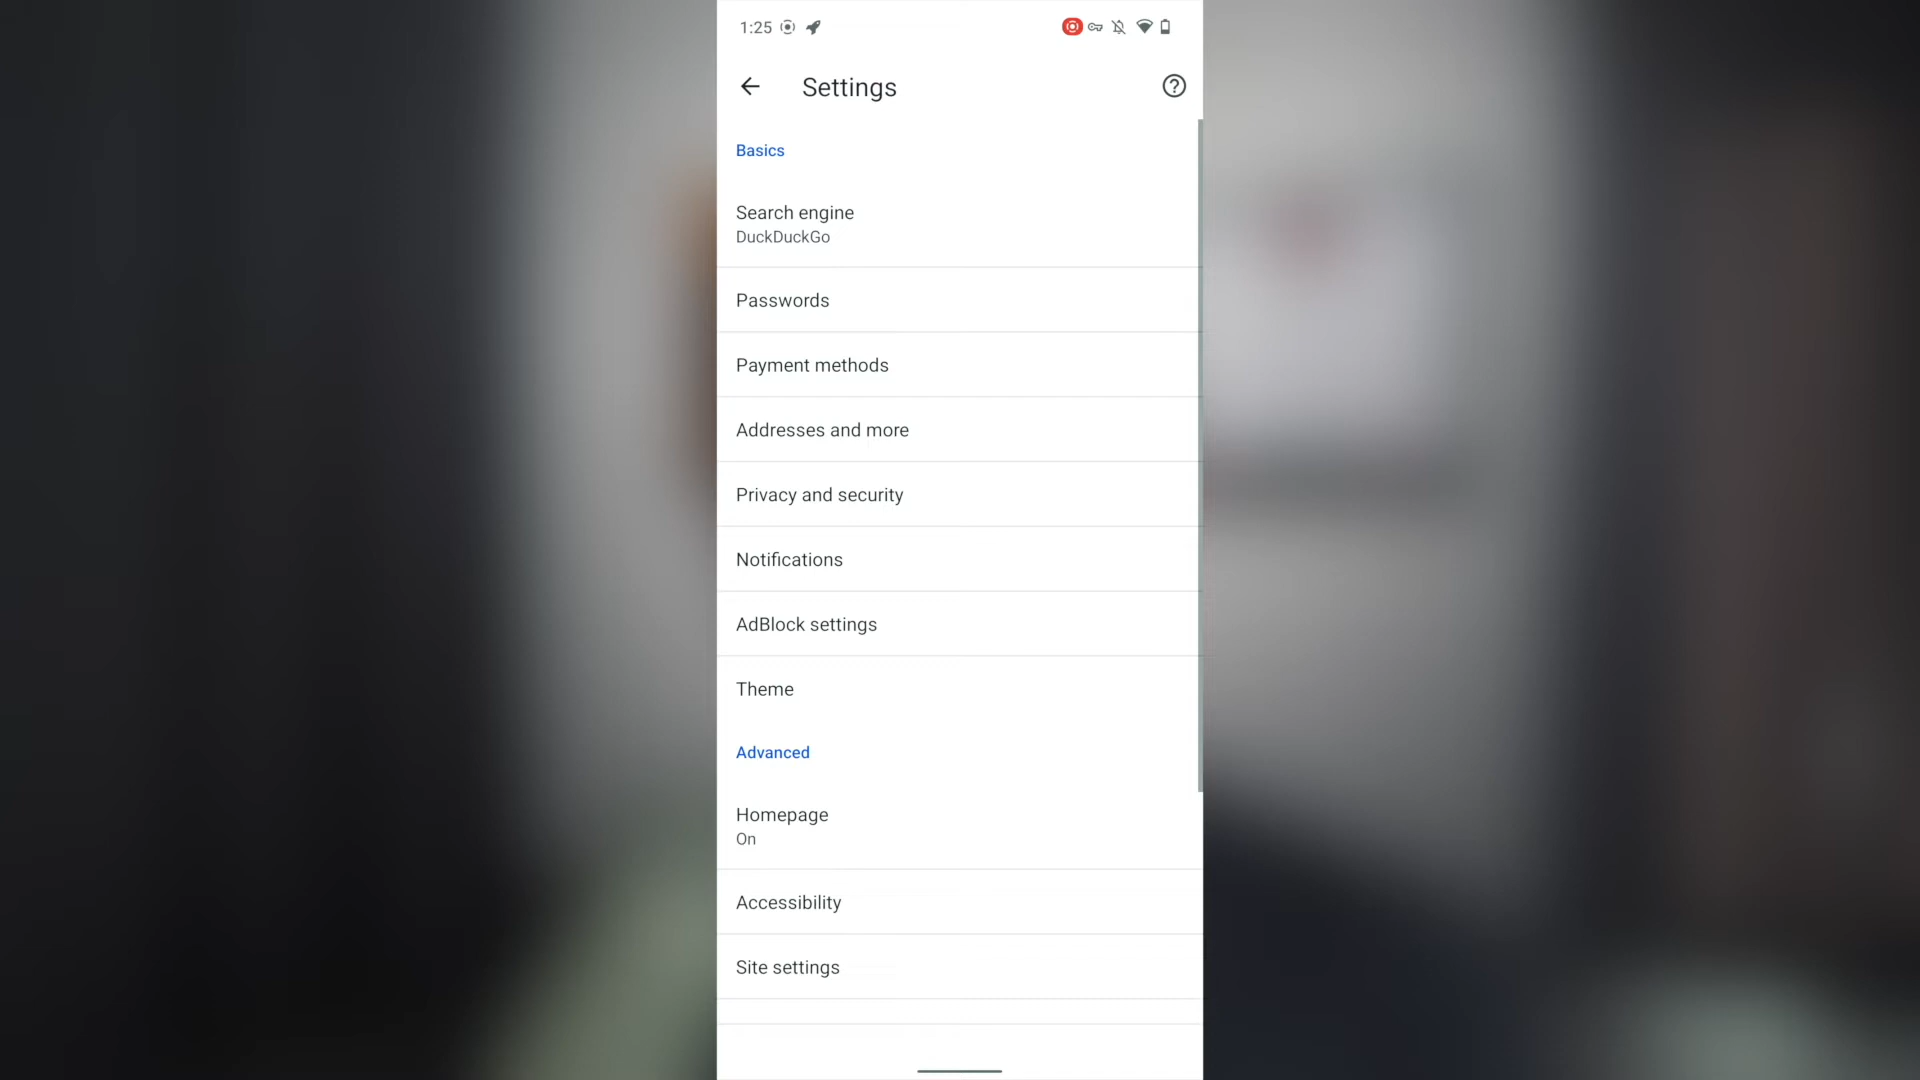 1:25
Settings
Basics
Search engine
DuckDuckGo
Passwords
Payment methods
Addresses and more
Privacy and security
Notifications
AdBlock settings
Theme
Advanced
Homepage
On
Accessibility
Site settings